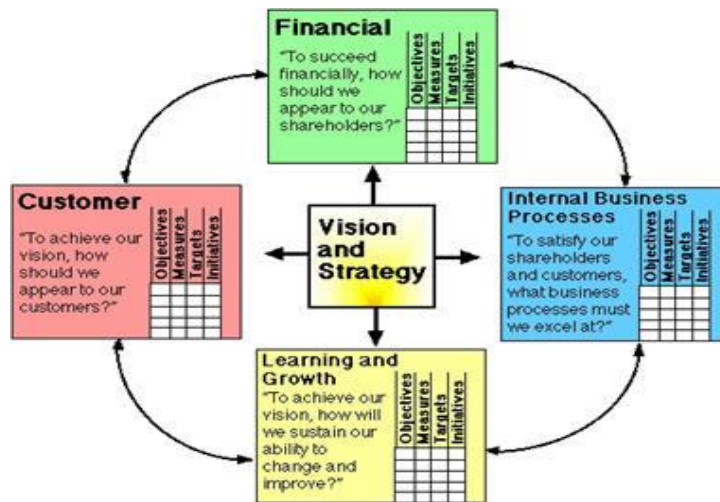 Financial
"To succeed
financially, how
should we
appear to our
shareholders?"
Objectives
Measures
Targets
Initiatives
Customer
"To achieve our
vision, how
should we
appear to our
customers?"
Objectives
Measures
Targets
Initiatives
Vision
and
Strategy
Internal Business
Processes
"To satisfy our
shareholders
and customers,
what business
processes must
we excel at?"
Objectives
Measures
Targets
Initiatives
Learning and
Growth
"To achieve our
vision, how will
we sustain our
ability to
change and
improve?"
Objectives
Measures
Targets
Initiatives